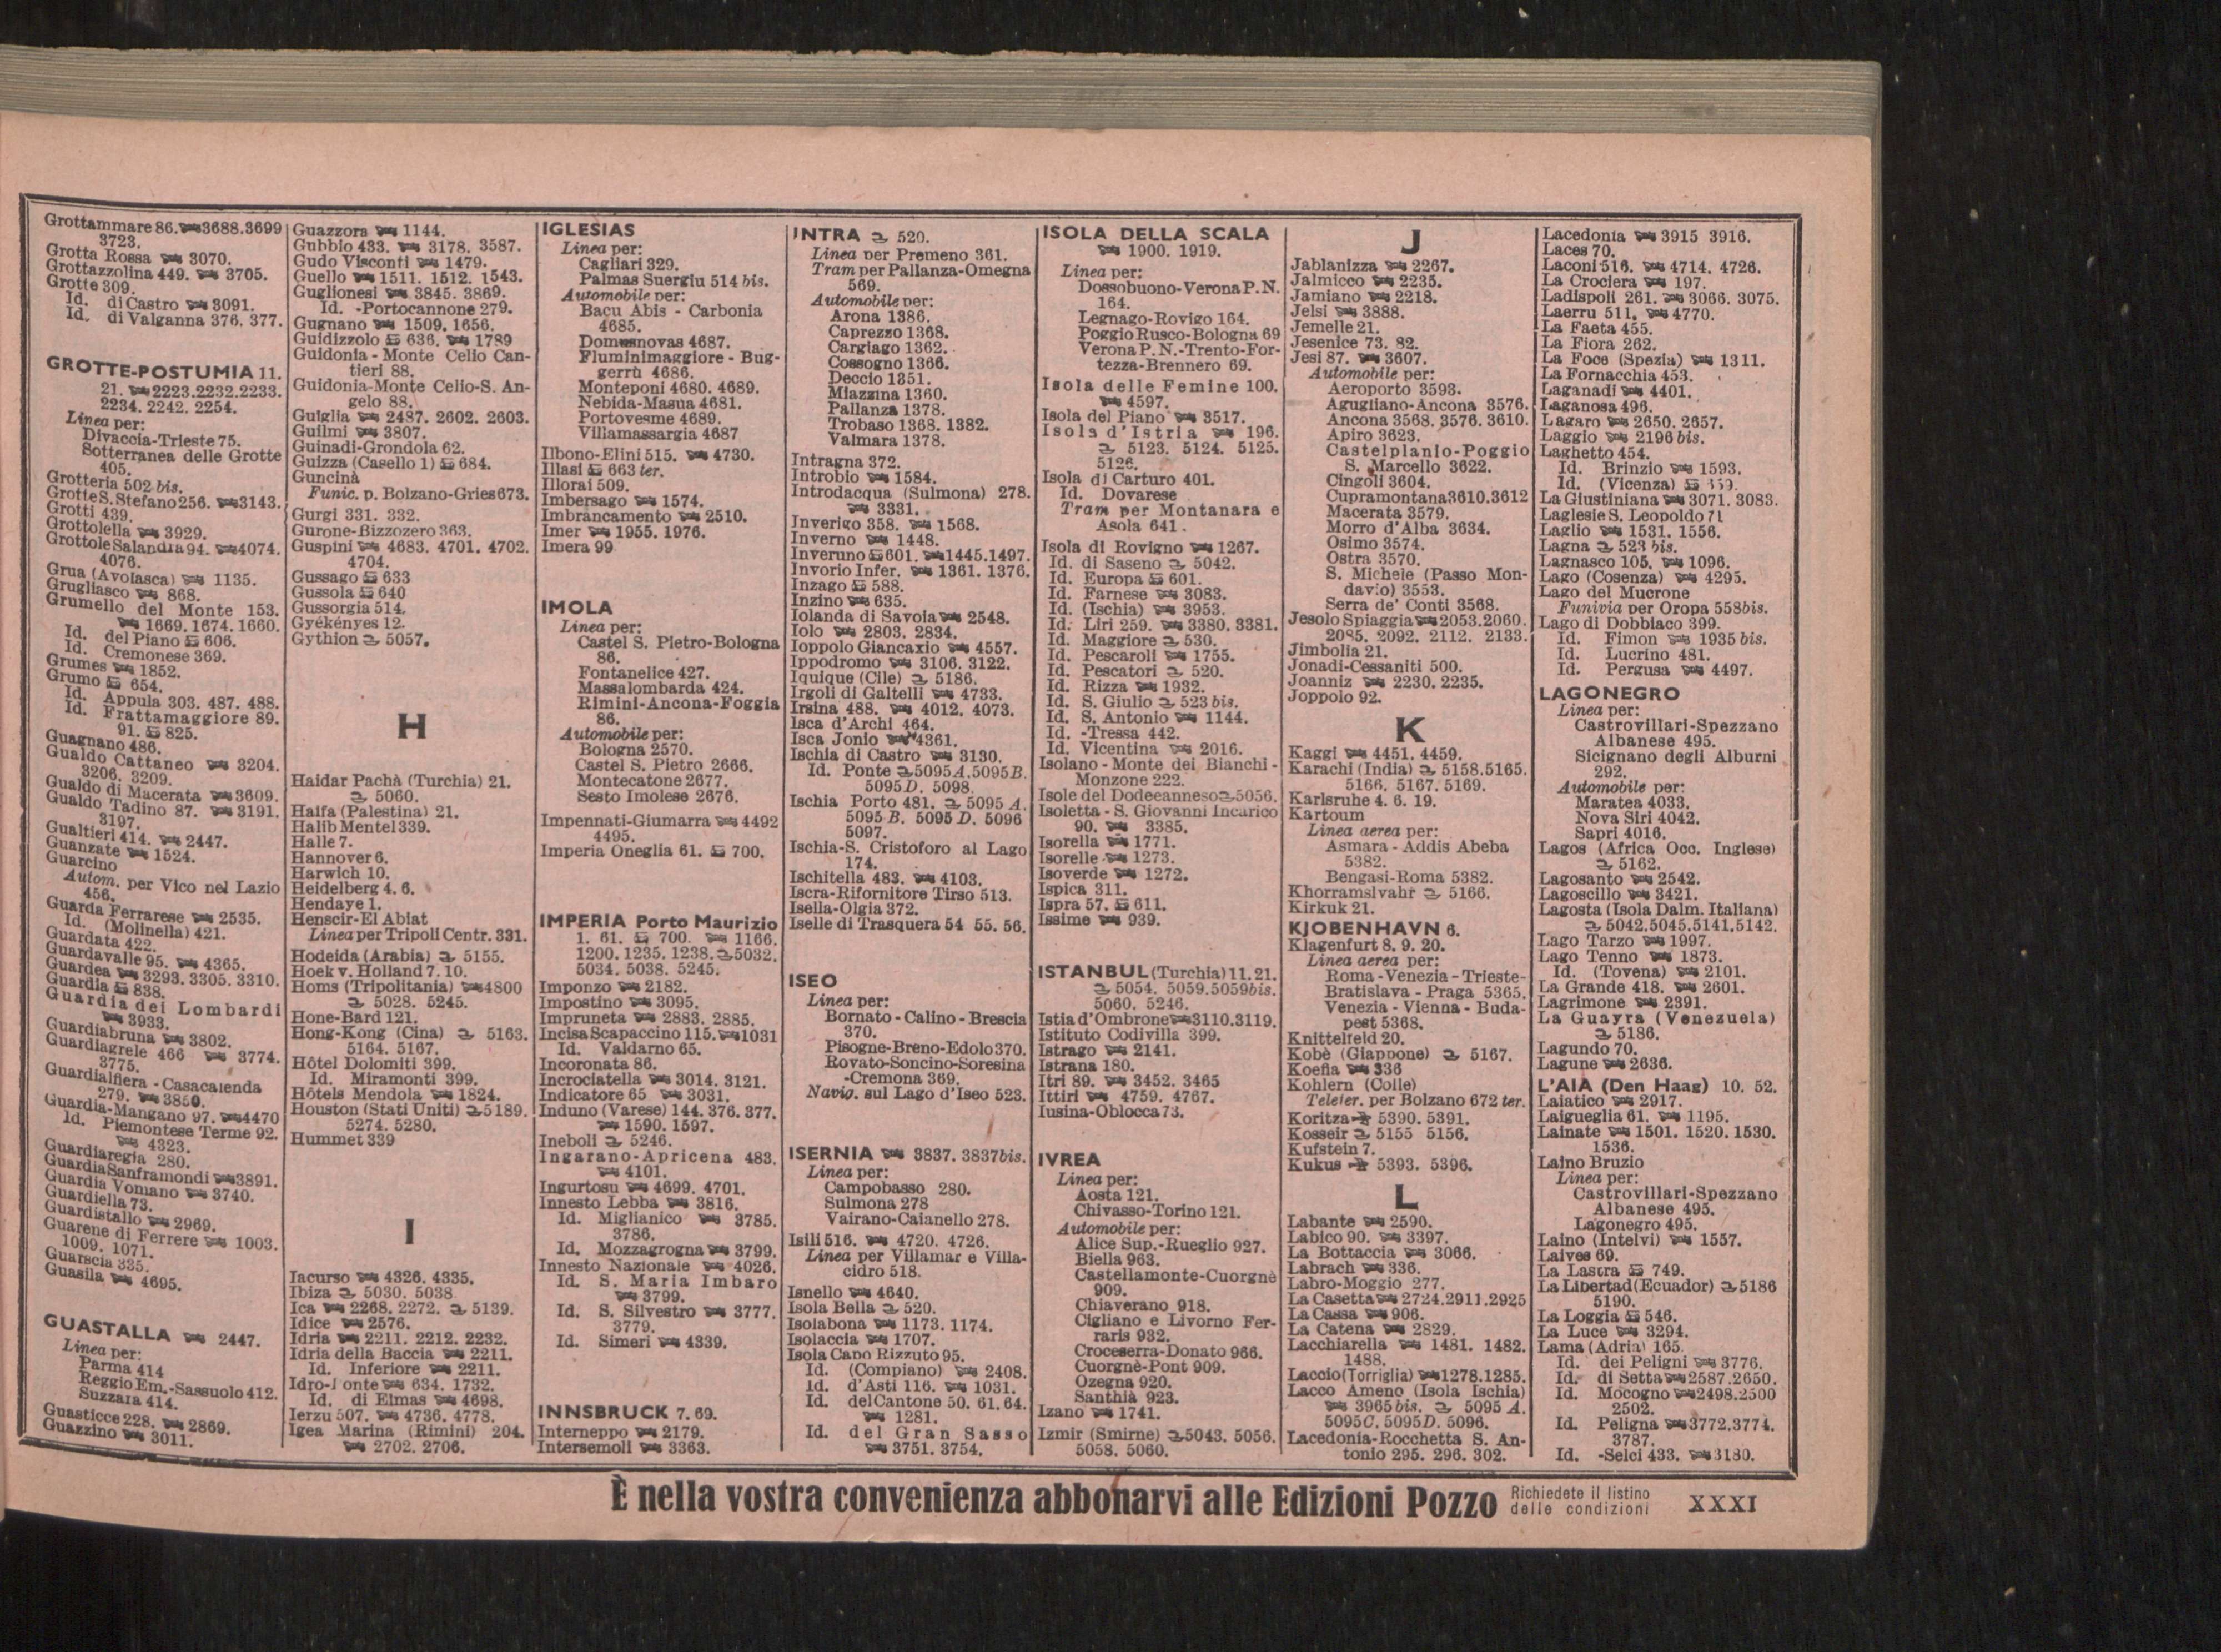 Grottammare 86. 3688.3699
3723.
Grotta Rossa 3070.
Grottazzolina 449. 3705.
Grotte 309.
Id. di Castro 3091.
Id. di Valganna 376. 377.
GROTTE-POSTUMIA 11.
21. 2223.2232.2233.
2234. 2242. 2254.
Linea per:
Divaccia-Trieste 75.
Sotterranea delle Grotte
405.
Grotteria 502 bis.
Grotte S. Stefano 256. 3143.
Grotti 439.
Grottolella 3929.
Grottole Salandra 94. 4074.
4076.
Grua (Avolasca) 1135.
Grugliasco 868.
Grumello del Monte 153.
1669. 1674. 1660.
Id. del Piano 606.
Id. Cremonese 369.
Grumes 1852.
Grumo 654.
Id. Appula 303. 487. 488.
Id. Frattamaggiore 89.
91. 825.
Guagnano 486.
Gualdo Cattaneo 3204.
3206. 3209.
Gualdo di Macerata 3609.
Gualdo Tadino 87. 3191.
3197.
Gualtieri 414. 2447.
Guanzate 1524.
Guarcino
Autom. per Vico nel Lazio
456.
Guarda Ferrarese 2535.
Id. (Molinella) 421.
Guardata 422.
Guardavalle 95. 4365.
Guardea 3293. 3305. 3310.
Guardia 838.
Guardia dei Lombardi
3933.
Guardiabruna 3802.
Guardiagrele 466 3774.
3775.
Guardialfiera - Casacalenda
279. 3850.
Guardia-Mangano 97. 4470
Id. Piemontese Terme 92.
4323.
Guardiaregia 280.
Guardia Sanframondi 3891.
Guardia Vomano 3740.
Guardiella 73.
Guardistallo 2969.
Guarene di Ferrere 1003.
1009. 1071.
Guarscia 335.
Guasila 4695.
GUASTALLA 2447.
Linea per:
Parma 414
Reggio Em.-Sassuolo 412.
Suzzara 414.
Guasticce 228. 2869.
Guazzino 3011.
Guazzora 1144.
Gubbio 433. 3178. 3587.
Gudo Visconti 1479.
Guello 1511. 1512. 1543.
Guglionesi 3845. 3869.
Id. -Portocannone 279.
Gugnano 1509. 1656.
Guidizzolo 636. 1789
Guidonia - Monte Celio Can-
tieri 88.
Guidonia-Monte Celio-S. An-
gelo 88.
Guiglia 2487. 2602. 2603.
Guilmi 3807.
Guinadi-Grondola 62.
Guizza (Casello 1) 684.
Guncinà
Funic. p. Bolzano-Gries 673.
Gurgi 331. 332.
Gurone-Bizzozero 363.
Guspini 4683. 4701. 4702.
4704.
Gussago 633
Gussola 640
Gussorgia 514.
Gyékényes 12.
Gythion 5057.
H
Haidar Pachà (Turchia) 21.
5060.
Haifa (Palestina) 21.
Halib Mentel 339.
Halle 7.
Hannover 6.
Harwich 10.
Heidelberg 4. 6.
Hendaye 1.
Henscir-El Abiat
Linea per Tripoli Centr. 331.
Hodeida (Arabia) 5155.
Hoek v. Holland 7. 10.
Homs (Tripolitania) 4800
5028. 5245.
Hone-Bard 121.
Hong-Kong (Cina) 5163.
5164. 5167.
Hôtel Dolomiti 399.
Id. Miramonti 399.
Hôtels Mendola 1824.
Houston (Stati Uniti) 5189.
5274. 5280.
Hummet 339
I
Iacurso 4326. 4335.
Ibiza 5030. 5038
Ica 2268. 2272. 5139.
Idice 2576.
Idria 2211. 2212. 2232.
Idria della Baccia 2211.
Id. Inferiore 2211.
Idro- onte 634. 1732.
Id. di Elmas 4698.
Ierzu 507. 4736. 4778.
Igea Marina (Rimini) 204.
2702. 2706.
IGLESIAS
Linea per:
Cagliari 329.
Palmas Suergiu 514 bis.
Automobile per:
Bacu Abis - Carbonia
4685.
Domusnovas 4687.
Fluminimaggiore - Bug-
gerru 4686.
Monteponi 4680. 4689.
Nebida-Masua 4681.
Portovesme 4689.
Villamassargia 4687
Ilbono-Elini 515. 4730.
Illasi 663 ter.
Illorai 509.
Imbersago 1574.
Imbrancamento 2510.
Imer 1955. 1976.
Imera 99
IMOLA
Linea per:
Castel S. Pietro-Bologna
86.
Fontanelice 427.
Massalombarda 424.
Rimini-Ancona-Foggia
86.
Automobile per:
Bologna 2570.
Castel S. Pietro 2666.
Montecatone 2677.
Sesto Imolese 2676.
Impennati-Giumarra 4492
4495.
Imperia Oneglia 61. 700.
IMPERIA Porto Maurizio
1. 61. 700. 1166.
1200. 1235. 1238. 5032.
5034. 5038. 5245.
Imponzo 2182.
Impostino 3095.
Impruneta 2883. 2885.
Incisa Scapaccino 115. 1031
Id. Valdarno 65.
Incoronata 86.
Incrociatella 3014. 3121.
Indicatore 65 3031.
Induno (Varese) 144. 376. 377.
1590. 1597.
Ineboli 5246.
Ingarano-Apricena 483.
4101.
Ingurtosu 4699. 4701.
Innesto Lebba 3816.
Id. Miglianico 3785.
3786.
Id. Mozzagrogna 3799.
Innesto Nazionale 4026.
Id. S. Maria Imbaro
3799.
Id. S. Silvestro 3777.
3779.
Id. Simeri 4339.
INNSBRUCK 7. 69.
Interneppo 2179.
Intersemoli 3363.
INTRA 520.
Linea per Premeno 361.
Tram per Pallanza-Omegna
569.
Automobile per:
Arona 1386.
Caprezzo 1368.
Cargiago 1362.
Cossogno 1366.
Deccio 1351.
Miazzina 1360.
Pallanza 1378.
Trobaso 1368. 1382.
Valmara 1378.
Intragna 372.
Introbio 1584.
Introdacqua (Sulmona) 278.
3331.
Inverigo 358. 1568.
Inverno 1448.
Inveruno 601. 1445.1497.
Invorio Infer. 1361. 1376.
Inzago 588.
Inzino 635.
Iolanda di Savoia 2548.
Iolo 2803. 2834.
Ioppolo Giancaxio 4557.
Ippodromo 3106. 3122.
Iquique (Cile) 5186.
Irgoli di Galtelli 4733.
Irsina 488. 4012. 4073.
Isca d'Archi 464.
Isca Jonio 4361.
Ischia di Castro 3130.
Id. Ponte 5095 A. 5095 B.
5095 D. 5098.
Ischia Porto 481. 5095 A.
5095 B. 5095 D. 5096
5097.
Ischia-S. Cristoforo al Lago
174.
Ischitella 483. 4103.
Iscra-Rifornitore Tirso 513.
Isella-Olgia 372.
Iselle di Trasquera 54 55. 56.
ISEO
Linea per:
Bornato - Calino - Brescia
370.
Pisogne-Breno-Edolo 370.
Rovato-Soncino-Soresina
-Cremona 369.
Navig. sul Lago d'Iseo 523.
ISERNIA 3837. 3837 bis.
Linea per:
Campobasso 280.
Sulmona 278
Vairano-Caianello 278.
Isili 516. 4720. 4726.
Linea per Villamar e Villa-
cidro 518.
Isnello 4640.
Isola Bella 520.
Isolabona 1173. 1174.
Isolaccia 1707.
Isola Capo Rizzuto 95.
Id. (Compiano) 2408.
Id. d'Asti 116. 1031.
Id. del Cantone 50. 61. 64.
1281.
Id. del Gran Sasso
3751. 3754.
ISOLA DELLA SCALA
1900. 1919.
Linea per:
Dossobuono-Verona P. N.
164.
Legnago-Rovigo 164.
Poggio Rusco-Bologna 69
Verona P. N.-Trento-For-
tezza-Brennero 69.
Isola delle Femine 100.
4597.
Isola del Piano 3517.
Isola d'Istria 196.
5123. 5124. 5125.
5126.
Isola di Carturo 401.
Id. Dovarese
Tram per Montanara e
Asola 641.
Isola di Rovigno 1267.
Id. di Saseno 5042.
Id. Europa 601.
Id. Farnese 3083.
Id. (Ischia) 3953.
Id. Liri 259. 3380. 3381.
Id. Maggiore 530.
Id. Pescaroli 1755.
Id. Pescatori 520.
Id. Rizza 1932.
Id. S. Giulio 523 bis.
Id. S. Antonio 1144.
Id. -Tressa 442.
Id. Vicentina 2016.
Isolano - Monte dei Bianchi -
Monzone 222.
Isole del Dodeeanneso 5056.
Isoletta - S. Giovanni Incarico
90. 3385.
Isorella 1771.
Isorelle 1273.
Isoverde 1272.
Ispica 311.
Ispra 57. 611.
Issime 939.
ISTANBUL (Turchia) 11. 21.
5054. 5059. 5059 bis.
5060. 5246.
Istia d'Ombrone 3110.3119.
Istituto Codivilla 399.
Istrago 2141.
Istrana 180.
Itri 89. 3452. 3465
Ittiri 4759. 4767.
Iusina-Oblocca 73.
IVREA
Linea per:
Aosta 121.
Chivasso-Torino 121.
Automobile per:
Alice Sup.-Rueglio 927.
Biella 963.
Castellamonte-Cuorgnè
909.
Chiaverano 918.
Cigliano e Livorno Fer-
raris 932.
Croceserra-Donato 966.
Cuorgnè-Pont 909.
Ozegna 920.
Santhià 923.
Izano 1741.
Izmir (Smirne) 5043. 5056.
5058. 5060.
J
Jablanizza 2267.
Jalmicco 2235.
Jamiano 2218.
Jelsi 3888.
Jemelle 21.
Jesenice 73. 82.
Jesi 87. 3607.
Automobile per:
Aeroporto 3593.
Agugliano-Ancona 3576.
Ancona 3568. 3576. 3610.
Apiro 3623.
Castelplanio-Poggio
S. Marcello 3622.
Cingoli 3604.
Cupramontana 3610.3612
Macerata 3579.
Morro d'Alba 3634.
Osimo 3574.
Ostra 3570.
S. Michele (Passo Mon-
davio) 3553.
Serra de' Conti 3568.
Jesolo Spiaggia 2053.2060.
2085. 2092. 2112. 2133.
Jimbolia 21.
Jonadi-Cessaniti 500.
Joanniz 2230. 2235.
Joppolo 92.
K
Kaggi 4451. 4459.
Karachi (India) 5158.5165.
5166. 5167. 5169.
Karlsruhe 4. 6. 19.
Kartoum
Linea aerea per:
Asmara - Addis Abeba
5382.
Bengasi-Roma 5382.
Khorramslvahr 5166.
Kirkuk 21.
KJOBENHAVN 6.
Klagenfurt 8. 9. 20.
Linea aerea per:
Roma - Venezia - Trieste-
Bratislava - Praga 5365.
Venezia - Vienna - Buda-
pest 5368.
Knittelfeld 20.
Kobè (Giappone) 5167.
Koefia 336
Kohlern (Colle)
Telefer. per Bolzano 672 ter.
Koritza 5390. 5391.
Kosseir 5155 5156.
Kufstein 7.
Kukus 5393. 5396.
L
Labante 2590.
Labico 90. 3397.
La Bottaccia 3066.
Labrach 336.
Labro-Moggio 277.
La Casetta 2724.2911.2925
La Cassa 906.
La Catena 2829.
Lacchiarella 1481. 1482.
1488.
Laccio (Torriglia) 1278.1285.
Lacco Ameno (Isola Ischia)
3965 bis. 5095 A.
5095 C. 5095 D. 5096.
Lacedonia-Rocchetta S. An-
tonio 295. 296. 302.
Lacedonia 3915 3916.
Laces 70.
Laconi 516. 4714. 4726.
La Crociera 197.
Ladispoli 261. 3066. 3075.
Laerru 511. 4770.
La Faeta 455.
La Fiora 262.
La Foce (Spezia) 1311.
La Fornacchia 453.
Laganadi 4401.
Laganosa 496.
Lagaro 2650. 2657.
Laggio 2196 bis.
Laghetto 454.
Id. Brinzio 1593.
Id. (Vicenza) 359.
La Giustiniana 3071. 3083.
Laglesie S. Leopoldo 71
Laglio 1531. 1556.
Lagna 523 bis.
Lagnasco 105. 1096.
Lago (Cosenza) 4295.
Lago del Mucrone
Funivia per Oropa 558bis.
Lago di Dobbiaco 399.
Id. Fimon 1935 bis.
Id. Lucrino 481.
Id. Pergusa 4497.
LAGONEGRO
Linea per:
Castrovillari-Spezzano
Albanese 495.
Sicignano degli Alburni
292.
Automobile per:
Maratea 4033.
Nova Siri 4042.
Sapri 4016.
Lagos (Africa Occ. Inglese)
5162.
Lagosanto 2542.
Lagoscillo 3421.
Lagosta (Isola Dalm. Italiana)
5042.5045.5141.5142.
Lago Tarzo 1997.
Lago Tenno 1873.
Id. (Tovena) 2101.
La Grande 418. 2601.
Lagrimone 2391.
La Guayra (Venezuela)
5186.
Lagundo 70.
Lagune 2636.
L'AIA (Den Haag) 10. 52.
Laiatico 2917.
Laigueglia 61. 1195.
Lainate 1501. 1520. 1530.
1536.
Laino Bruzio
Linea per:
Castrovillari-Spezzano
Albanese 495.
Lagonegro 495.
Laino (Intelvi) 1557.
Laives 69.
La Lastra 749.
La Libertad (Ecuador) 5186
5190.
La Loggia 546.
La Luce 3294.
Lama (Adria) 165.
Id. dei Peligni 3776.
Id. di Setta 2587.2650.
Id. Mocogno 2498.2500
2502.
Id. Peligna 3772.3774.
3787.
Id. -Selci 433. 3180.
È nella vostra convenienza abbonarvi alle Edizioni Pozzo
Richiedete il listino
delle condizioni
XXXI